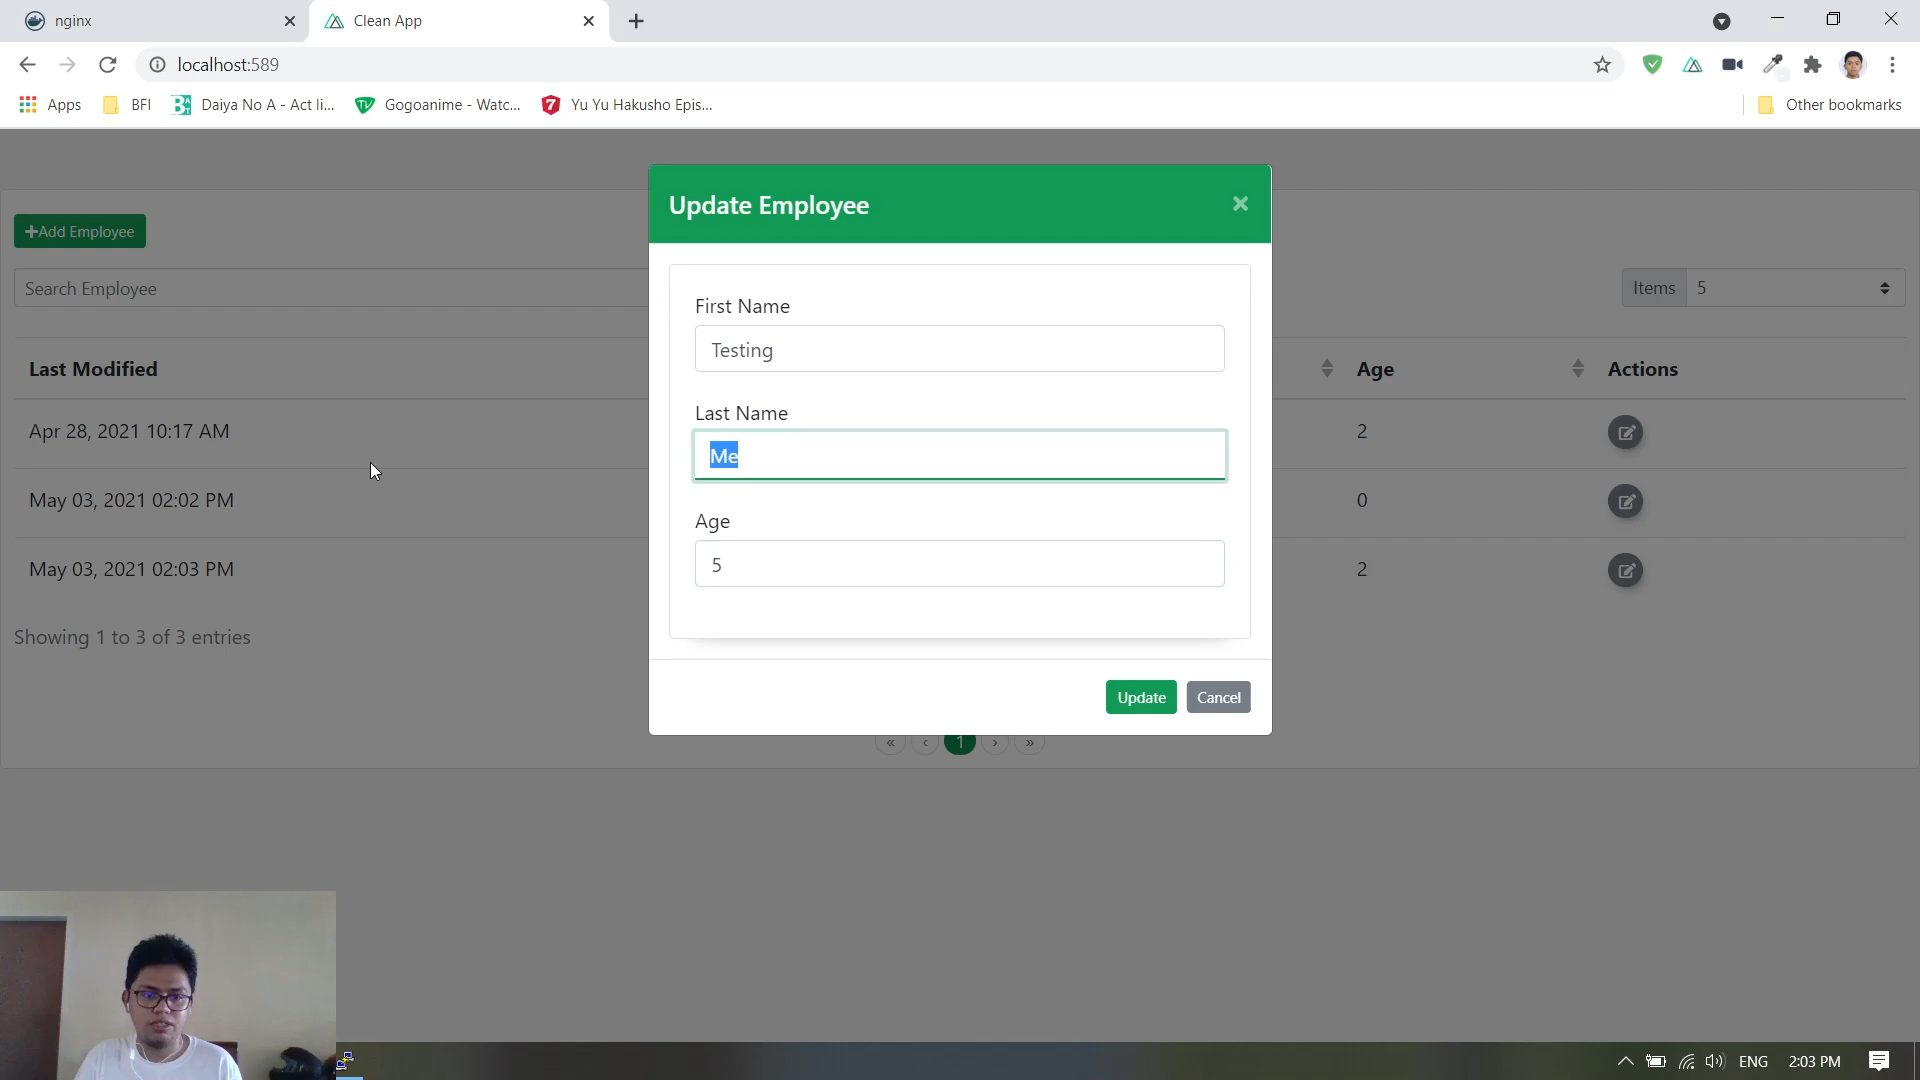 nginx
Clean App
localhost:589
Apps
BFI
Daiya No A - Act li...
Gogoanime - Watc...
Yu Yu Hakusho Epis...
Other bookmarks
Update Employee
Add Employee
Search Employee
Items 5
First Name
Testing
Last Modified
Age
Actions
Last Name
Me
Apr 28, 2021 10:17 AM
2
May 03, 2021 02:02 PM
0
Age
5
May 03, 2021 02:03 PM
2
Showing 1 to 3 of 3 entries
Update
Cancel
« ‹ 1 › »
ENG
2:03 PM